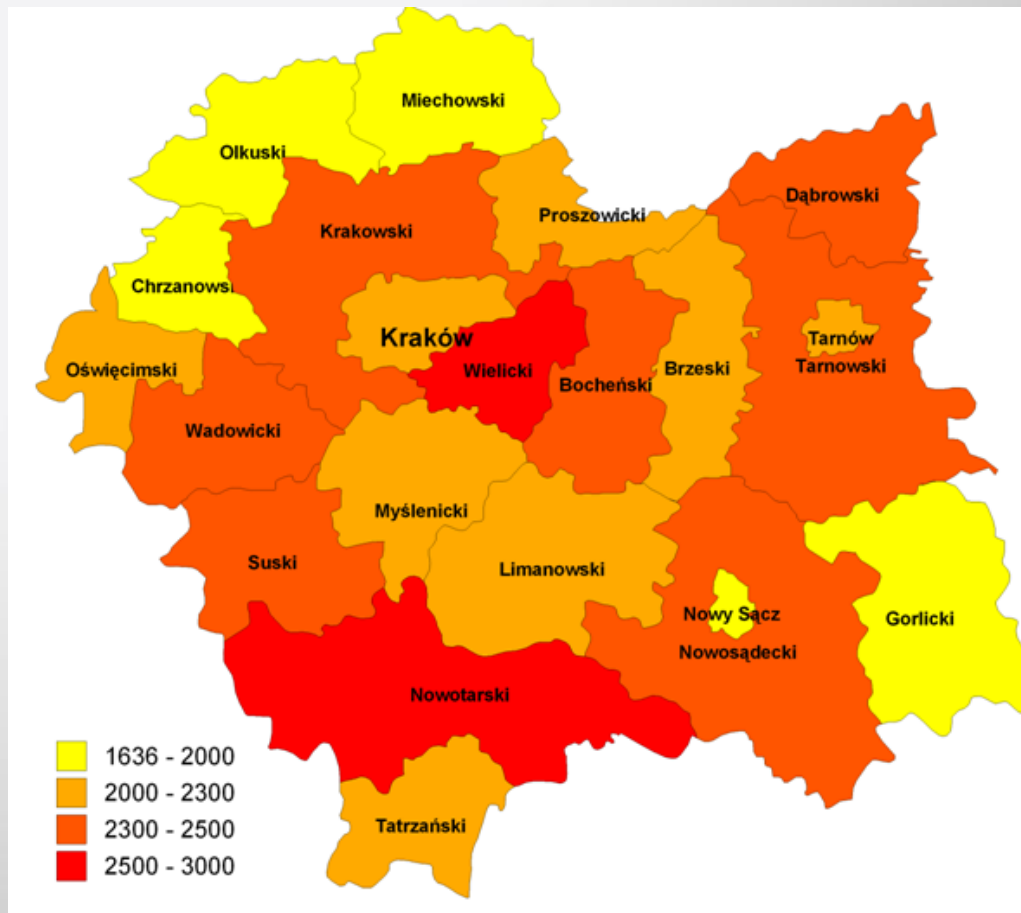 Miechowski
Olkuski
Dąbrowski
Proszowicki
Krakowski
Chrzanowsk
Kraków
Tarnów
Tarnowski
Oświęcimski
Wielicki
Bocheński
Brzeski
Wadowicki
Myślenicki
Suski
Limanowski
Nowy Sącz
Nowosądecki
Gorlicki
Nowotarski
Tatrzański
1636 - 2000
2000 - 2300
2300 - 2500
2500 - 3000